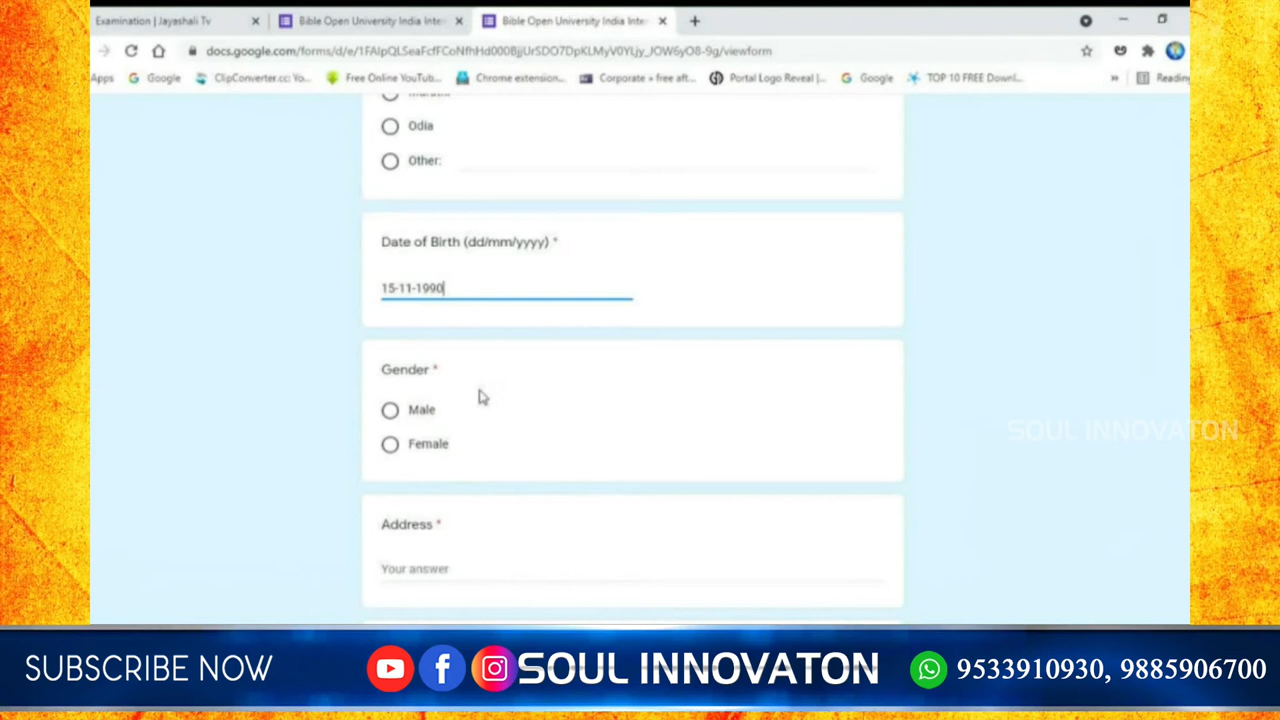 Examination | Jayashali Tv
Bible Open University India Inte
Bible Open University India Inte
docs.google.com/forms/d/e/
/viewform
Apps
Google
ClipConverter.cc: Yo...
Free Online YouTub...
Chrome extension...
Corporate » free aft...
Portal Logo Reveal |...
Google
TOP 10 FREE Downl...
»
Reading
Odia
Other:
Date of Birth (dd/mm/yyyy) *
15-11-1990
Gender *
Male
Female
SOUL INNOVATON
Address *
Your answer
SUBSCRIBE NOW
SOUL INNOVATON
9533910930, 9885906700